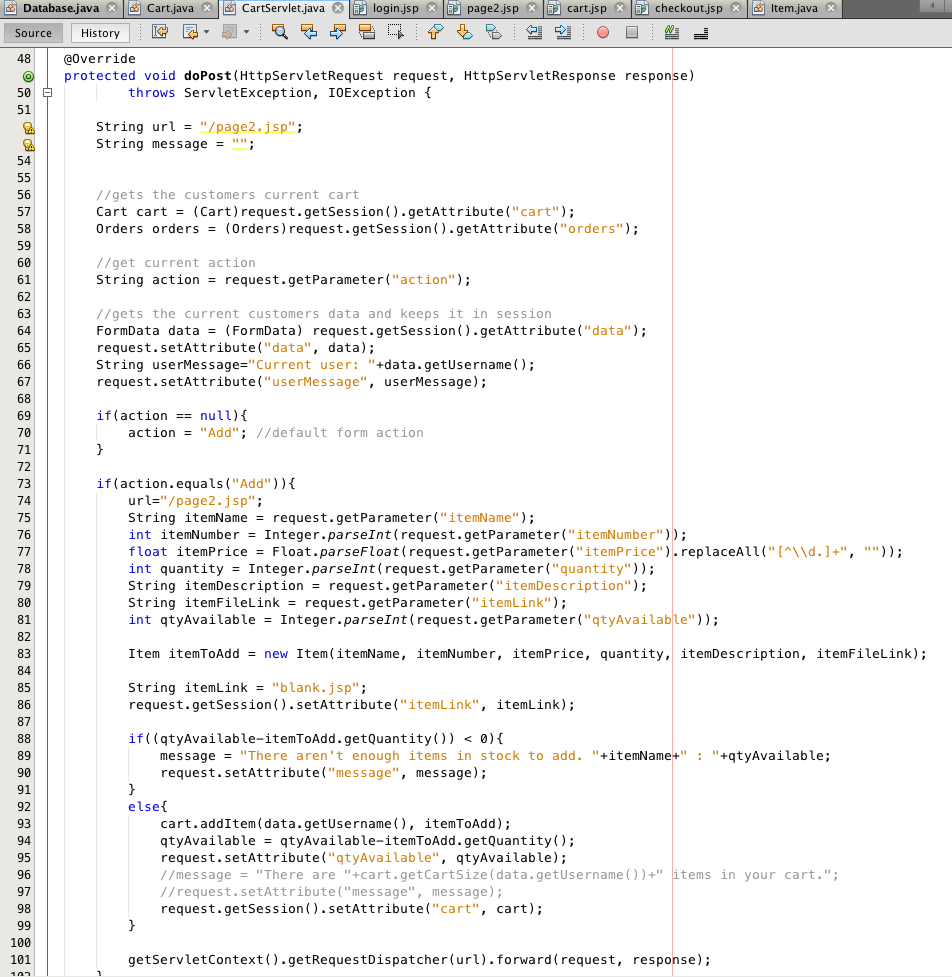 Database.java Cart.java CartServlet.java login.jsp page2.jsp cart.jsp checkout.jsp Item.java
Source History
48 @Override
protected void doPost(HttpServletRequest request, HttpServletResponse response)
50 throws ServletException, IOException {
51
String url = "/page2.jsp";
String message = "";
54
55
56 //gets the customers current cart
57 Cart cart = (Cart)request.getSession().getAttribute("cart");
58 Orders orders = (Orders)request.getSession().getAttribute("orders");
59
60 //get current action
61 String action = request.getParameter("action");
62
63 //gets the current customers data and keeps it in session
64 FormData data = (FormData) request.getSession().getAttribute("data");
65 request.setAttribute("data", data);
66 String userMessage="Current user: "+data.getUsername();
67 request.setAttribute("userMessage", userMessage);
68
69 if(action == null){
70 action = "Add"; //default form action
71 }
72
73 if(action.equals("Add")){
74 url="/page2.jsp";
75 String itemName = request.getParameter("itemName");
76 int itemNumber = Integer.parseInt(request.getParameter("itemNumber"));
77 float itemPrice = Float.parseFloat(request.getParameter("itemPrice").replaceAll("[^\\d.]+", ""));
78 int quantity = Integer.parseInt(request.getParameter("quantity"));
79 String itemDescription = request.getParameter("itemDescription");
80 String itemFileLink = request.getParameter("itemLink");
81 int qtyAvailable = Integer.parseInt(request.getParameter("qtyAvailable"));
82
83 Item itemToAdd = new Item(itemName, itemNumber, itemPrice, quantity, itemDescription, itemFileLink);
84
85 String itemLink = "blank.jsp";
86 request.getSession().setAttribute("itemLink", itemLink);
87
88 if((qtyAvailable-itemToAdd.getQuantity()) < 0){
89 message = "There aren't enough items in stock to add. "+itemName+" : "+qtyAvailable;
90 request.setAttribute("message", message);
91 }
92 else{
93 cart.addItem(data.getUsername(), itemToAdd);
94 qtyAvailable = qtyAvailable-itemToAdd.getQuantity();
95 request.setAttribute("qtyAvailable", qtyAvailable);
96 //message = "There are "+cart.getCartSize(data.getUsername())+" items in your cart.";
97 //request.setAttribute("message", message);
98 request.getSession().setAttribute("cart", cart);
99 }
100
101 getServletContext().getRequestDispatcher(url).forward(request, response);